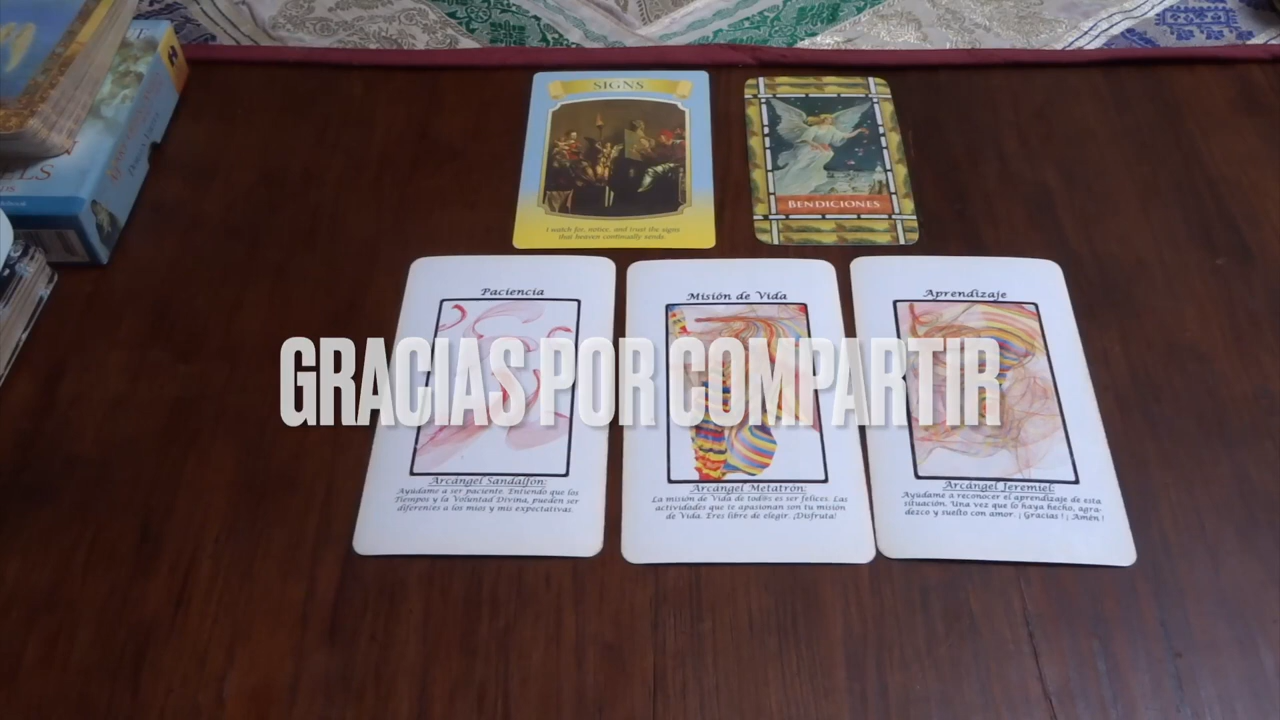 SIGNS
I watch for, notice, and trust the signs
that heaven continually sends.
BENDICIONES
Paciencia
Arcángel Sandalfón:
Ayúdame a ser paciente. Entiendo que los
Tiempos y la Voluntad Divina, pueden ser
diferentes a los míos y mis expectativas.
Misión de Vida
Arcángel Metatrón:
La misión de Vida de tod@s es ser felices. Las
actividades que te apasionan son tu misión
de Vida. Eres libre de elegir. ¡Disfruta!
Aprendizaje
Arcángel Jeremiel:
Ayúdame a reconocer el aprendizaje de esta
situación. Una vez que lo haya hecho, agra-
dezco y suelto con amor. ¡Gracias! ¡Amén!
GRACIAS POR COMPARTIR